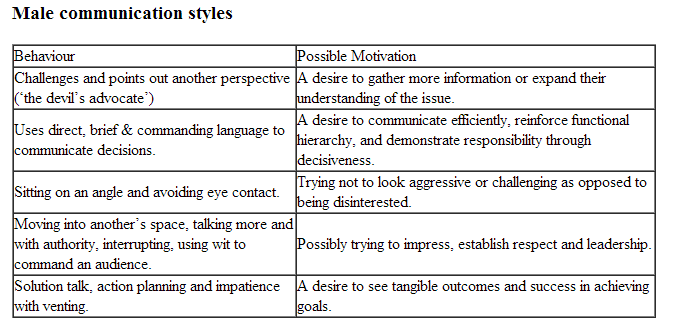 Male communication styles
Behaviour Possible Motivation
Challenges and points out another perspective A desire to gather more information or expand their
(‘the devil’s advocate’) understanding of the issue.
Uses direct, brief & commanding language to A desire to communicate efficiently, reinforce functional
communicate decisions. hierarchy, and demonstrate responsibility through
decisiveness.
Sitting on an angle and avoiding eye contact. Trying not to look aggressive or challenging as opposed to
being disinterested.
Moving into another’s space, talking more and
with authority, interrupting, using wit to Possibly trying to impress, establish respect and leadership.
command an audience.
Solution talk, action planning and impatience A desire to see tangible outcomes and success in achieving
with venting. goals.